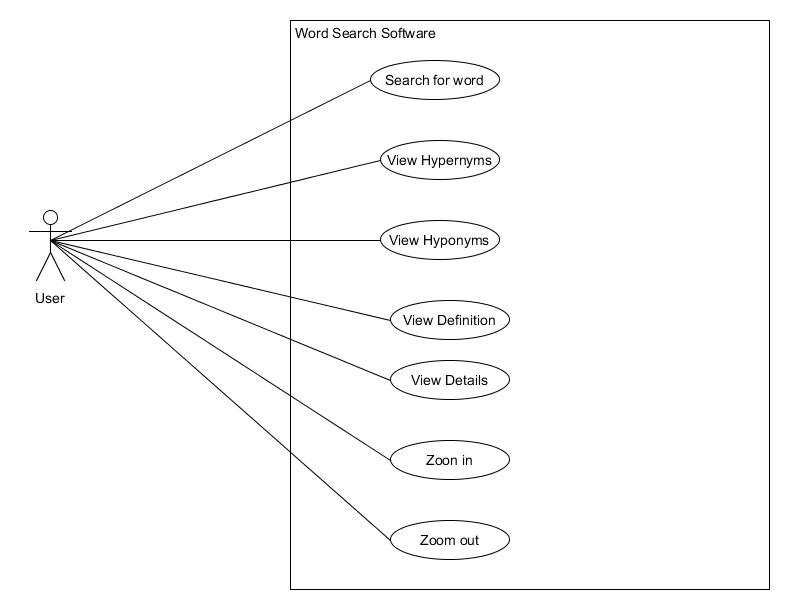 Word Search Software
Search for word
View Hypernyms
View Hyponyms
User
View Definition
View Details
Zoon in
Zoom out